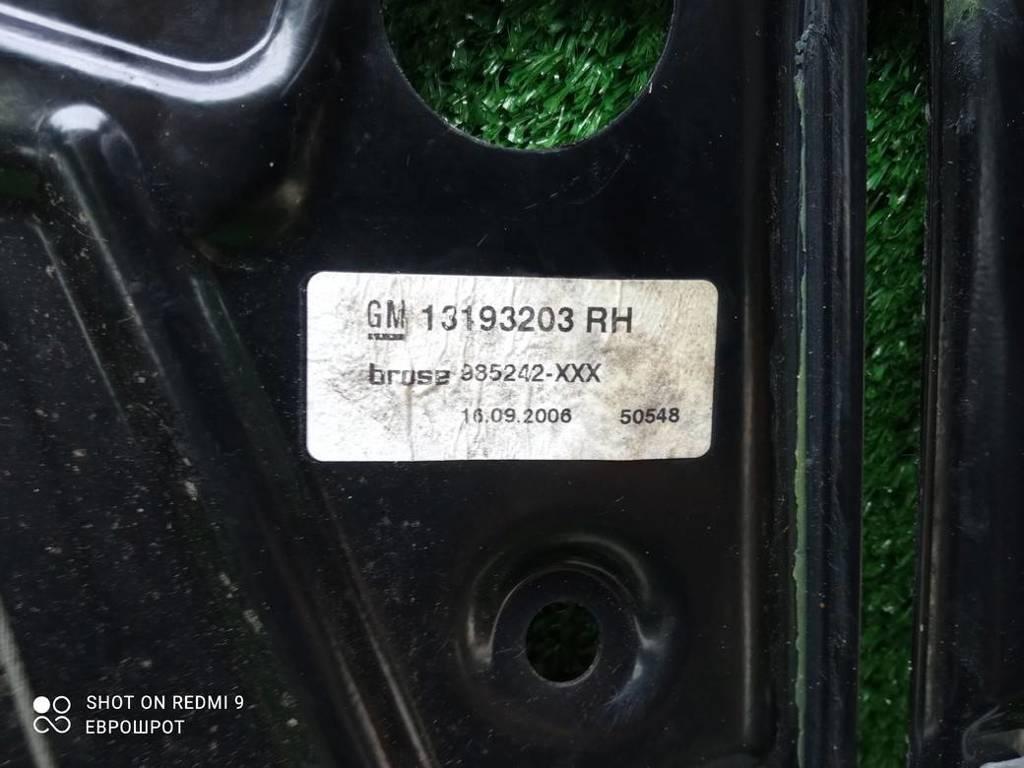 GM 13193203 RH
brose 985242-XXX
16.09.2006 50548
SHOT ON REDMI 9
ЕВРОШРОТ